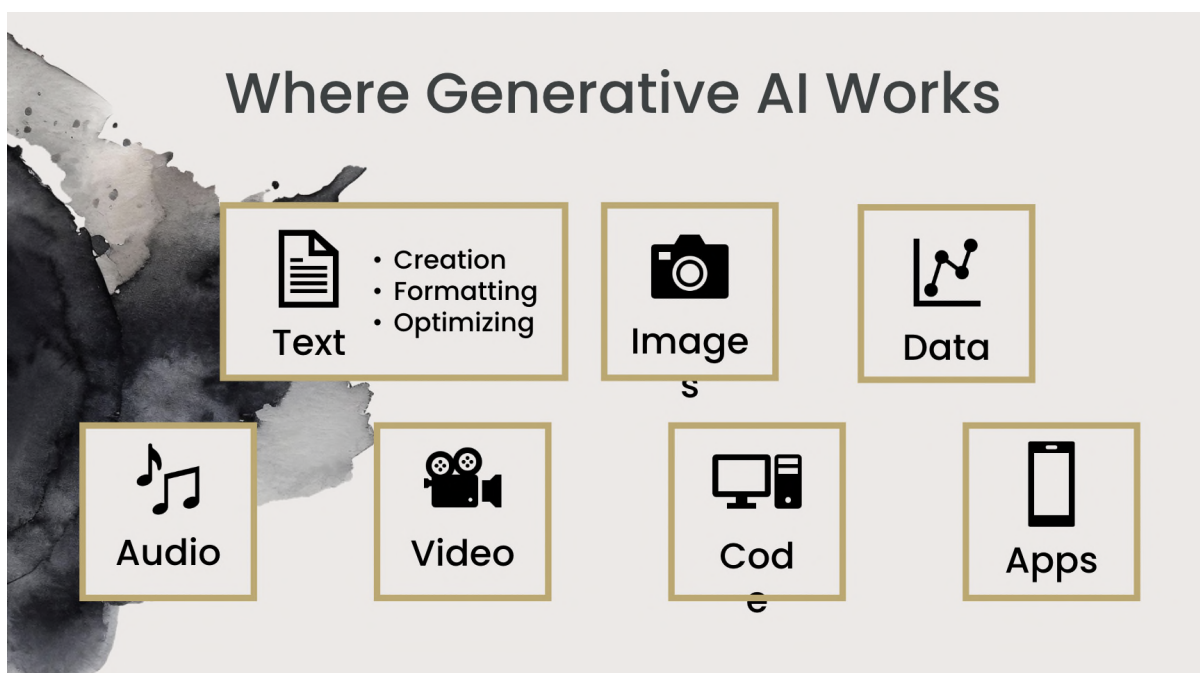 Where Generative AI Works
Text
• Creation
• Formatting
• Optimizing
Image
s
Data
Audio
Video
Cod
e
Apps